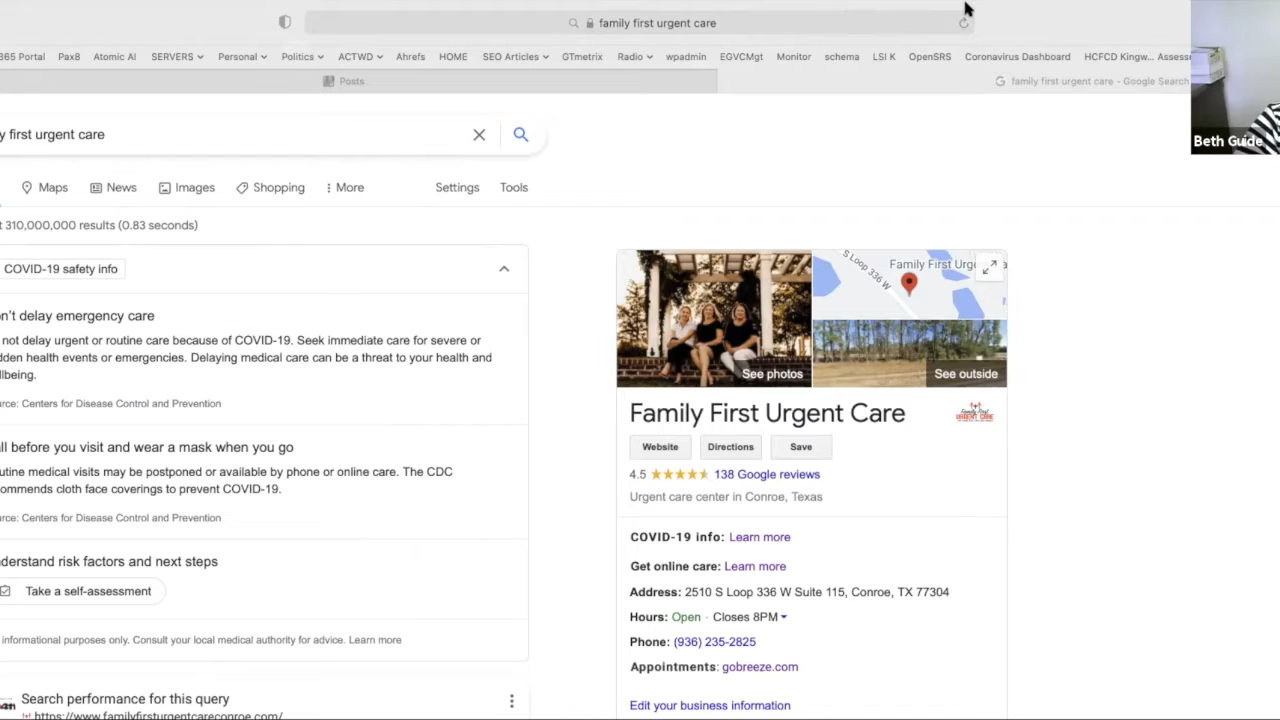 family first urgent care
365 Portal Pax8 Atomic AI SERVERS Personal Politics ACTWD Ahrefs HOME SEO Articles GTmetrix Radio wpadmin EGVCMgt Monitor schema LSI K OpenSRS Coronavirus Dashboard HCFCD Kingw... Assess
Posts
family first urgent care - Google Search
Beth Guide
y first urgent care
Maps News Images Shopping More Settings Tools
t 310,000,000 results (0.83 seconds)
COVID-19 safety info
n't delay emergency care
not delay urgent or routine care because of COVID-19. Seek immediate care for severe or
dden health events or emergencies. Delaying medical care can be a threat to your health and
llbeing.
rce: Centers for Disease Control and Prevention
ll before you visit and wear a mask when you go
utine medical visits may be postponed or available by phone or online care. The CDC
ommends cloth face coverings to prevent COVID-19.
rce: Centers for Disease Control and Prevention
nderstand risk factors and next steps
Take a self-assessment
informational purposes only. Consult your local medical authority for advice. Learn more
Search performance for this query
https://www.familyfirsturgentcareconroe.com/
S Loop 336 W
Family First Urge
a
See photos
See outside
Family First Urgent Care
Family First
URGENT CARE
Website Directions Save
4.5 138 Google reviews
Urgent care center in Conroe, Texas
COVID-19 info: Learn more
Get online care: Learn more
Address: 2510 S Loop 336 W Suite 115, Conroe, TX 77304
Hours: Open · Closes 8PM
Phone: (936) 235-2825
Appointments: gobreeze.com
Edit your business information